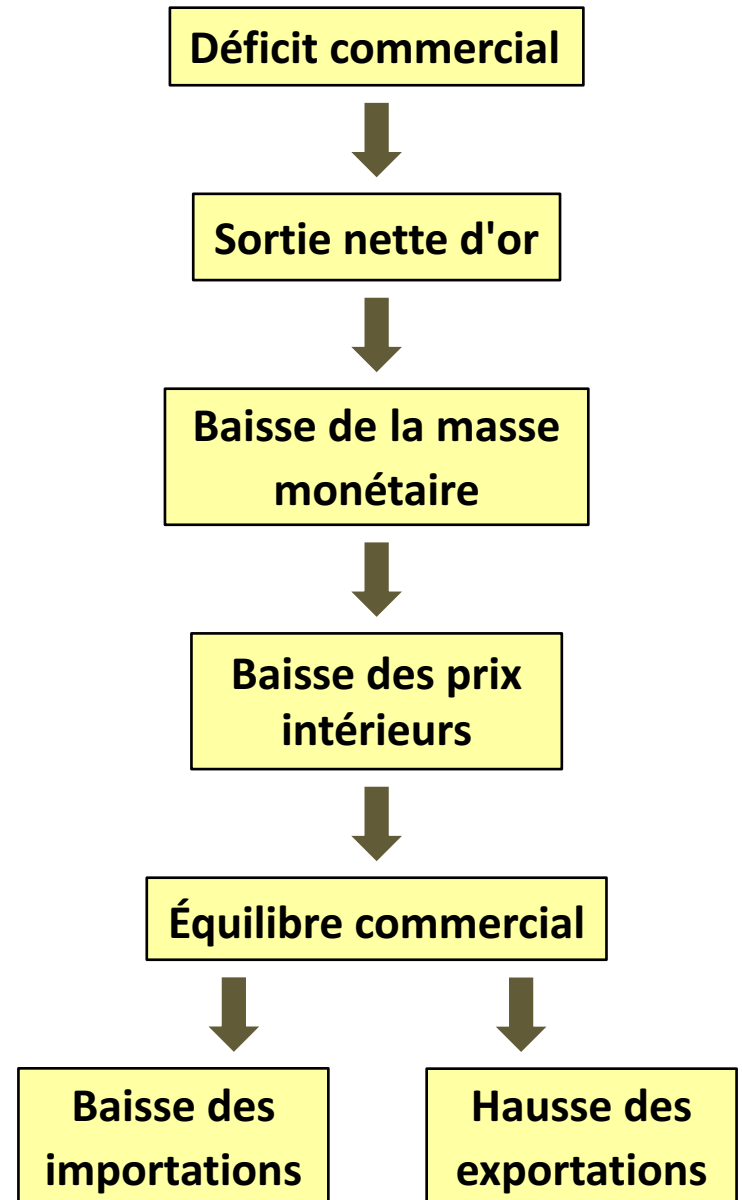 Déficit commercial
Sortie nette d'or
Baisse de la masse
monétaire
Baisse des prix
intérieurs
Équilibre commercial
Baisse des
importations
Hausse des
exportations